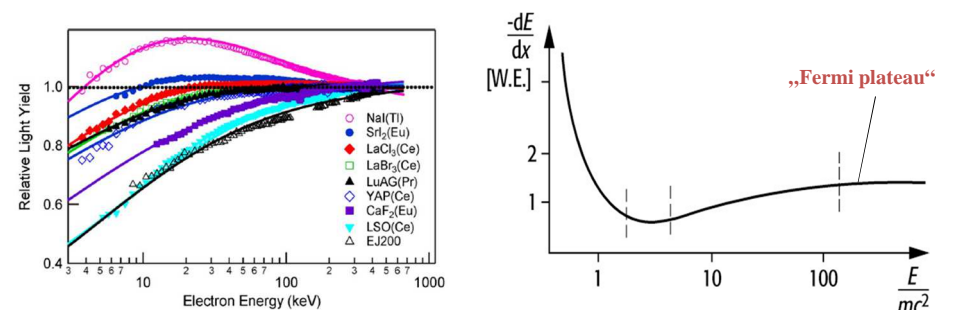 Relative Light Yield
1.0
0.8
0.6
0.4
NaI(Tl)
SrI₂(Eu)
LaCl₃(Ce)
LaBr₃(Ce)
LuAG(Pr)
YAP(Ce)
CaF₂(Eu)
LSO(Ce)
EJ200
3 4 5 6 7 10 2 3 4 5 6 7 100 2 3 4 5 6 7 1000
Electron Energy (keV)
-dE
dx
[W.E.]
„Fermi plateau“
2
1
1 10 100
E
mc²